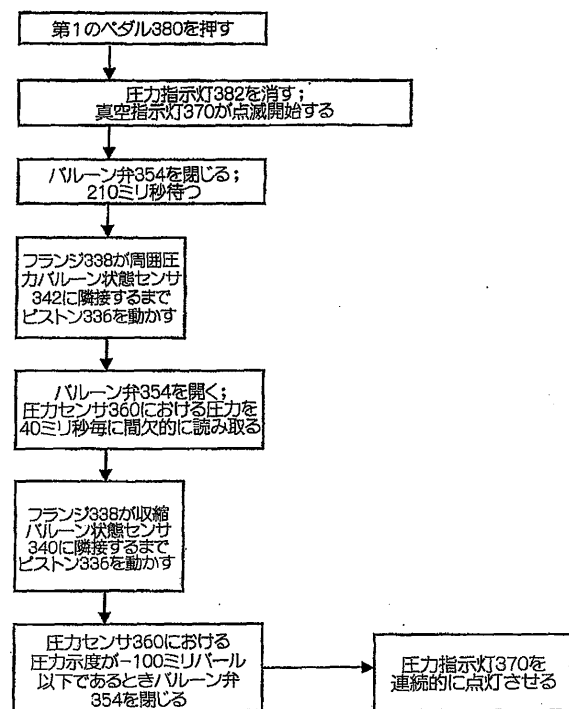 第1のペダル380を押す
圧力指示灯382を消す;
真空指示灯370が点滅開始する
バルーン弁354を閉じる;
210ミリ秒待つ
フランジ338が周囲圧
力バルーン状態センサ
342に隣接するまで
ピストン336を動かす
バルーン弁354を開く;
圧力センサ360における圧力を
40ミリ秒毎に間欠的に読み取る
フランジ338が収縮
バルーン状態センサ
340に隣接するまで
ピストン336を動かす
圧力センサ360における
圧力示度が-100ミリバール
以下であるときバルーン弁
354を閉じる
圧力指示灯370を
連続的に点灯させる